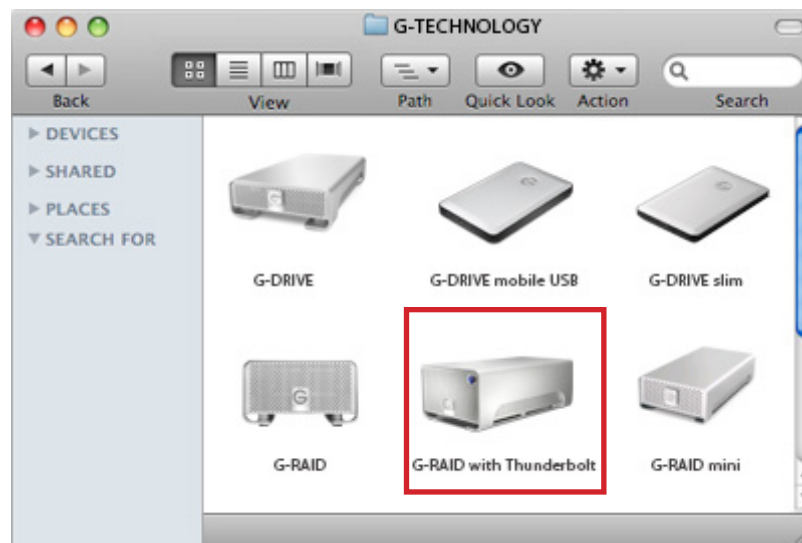 G-TECHNOLOGY
Back
View
Path
Quick Look
Action
Search
DEVICES
SHARED
PLACES
SEARCH FOR
G-DRIVE
G-DRIVE mobile USB
G-DRIVE slim
G-RAID
G-RAID with Thunderbolt
G-RAID mini